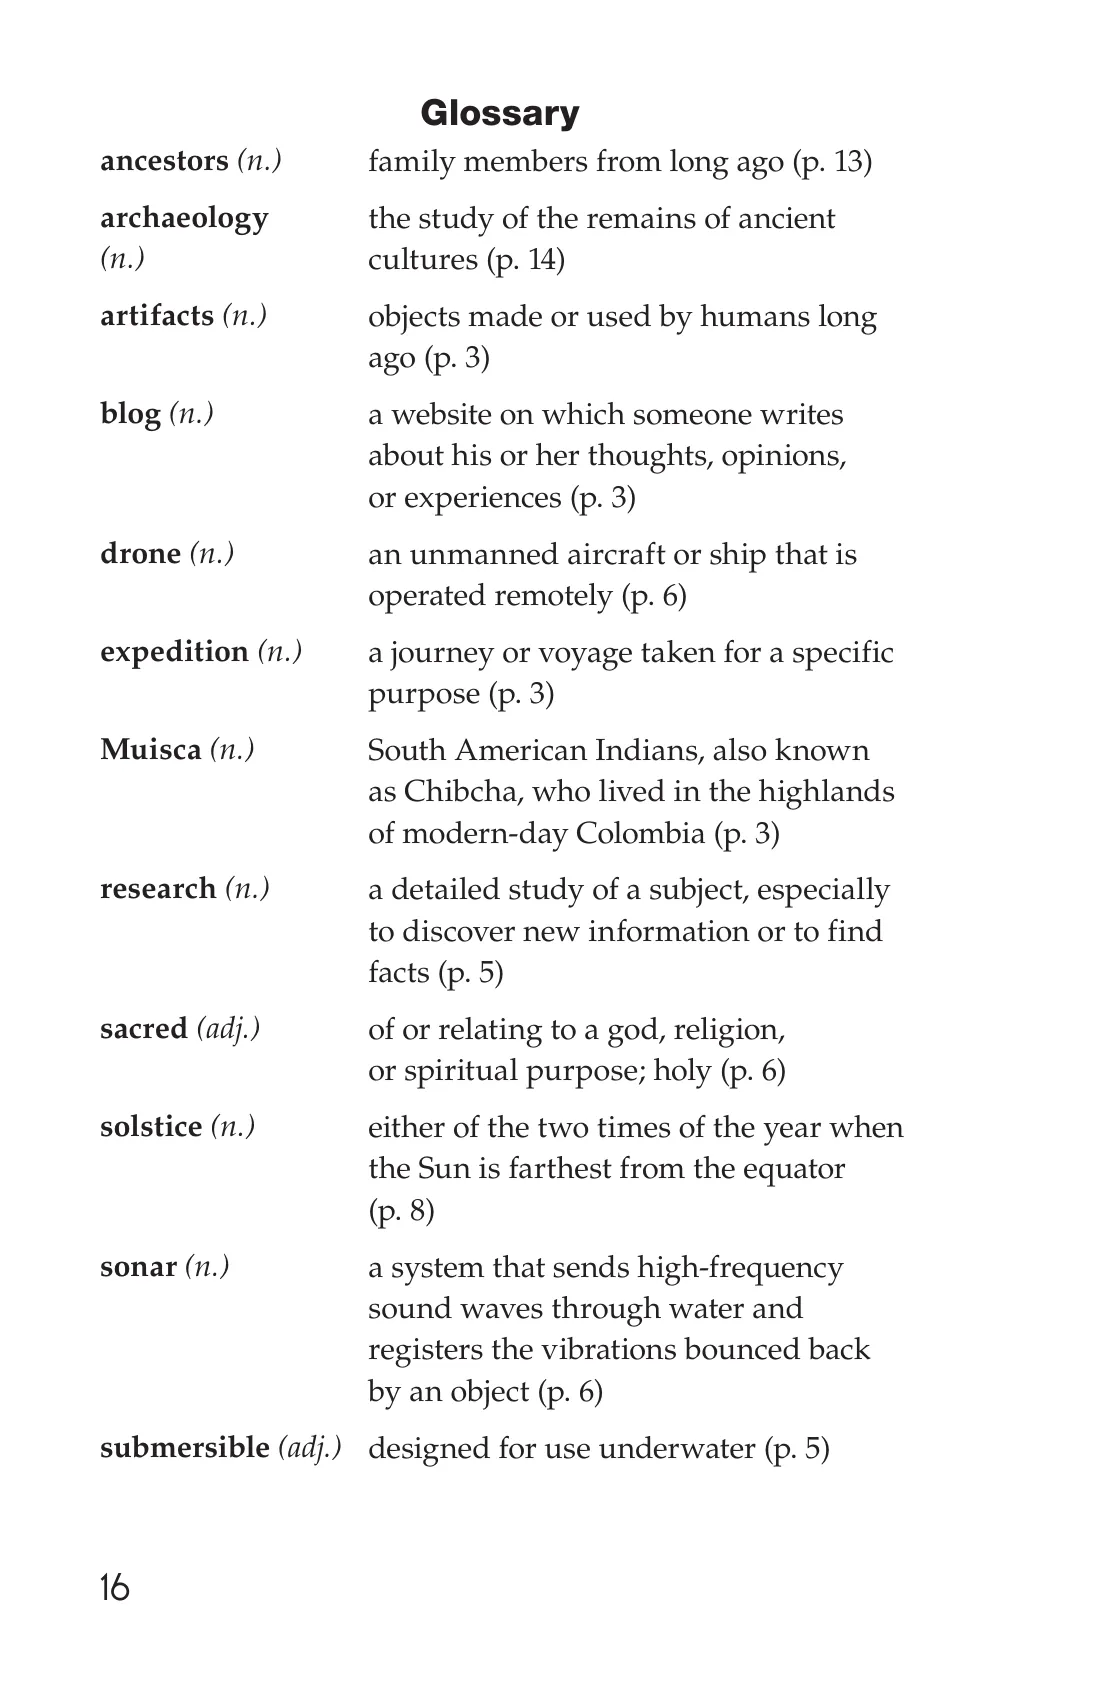 Glossary
ancestors (n.) family members from long ago (p. 13)
archaeology the study of the remains of ancient
(n.) cultures (p. 14)
artifacts (n.) objects made or used by humans long
ago (p. 3)
blog (n.) a website on which someone writes
about his or her thoughts, opinions,
or experiences (p. 3)
drone (n.) an unmanned aircraft or ship that is
operated remotely (p. 6)
expedition (n.) a journey or voyage taken for a specific
purpose (p. 3)
Muisca (n.) South American Indians, also known
as Chibcha, who lived in the highlands
of modern-day Colombia (p. 3)
research (n.) a detailed study of a subject, especially
to discover new information or to find
facts (p. 5)
sacred (adj.) of or relating to a god, religion,
or spiritual purpose; holy (p. 6)
solstice (n.) either of the two times of the year when
the Sun is farthest from the equator
(p. 8)
sonar (n.) a system that sends high-frequency
sound waves through water and
registers the vibrations bounced back
by an object (p. 6)
submersible (adj.) designed for use underwater (p. 5)
16